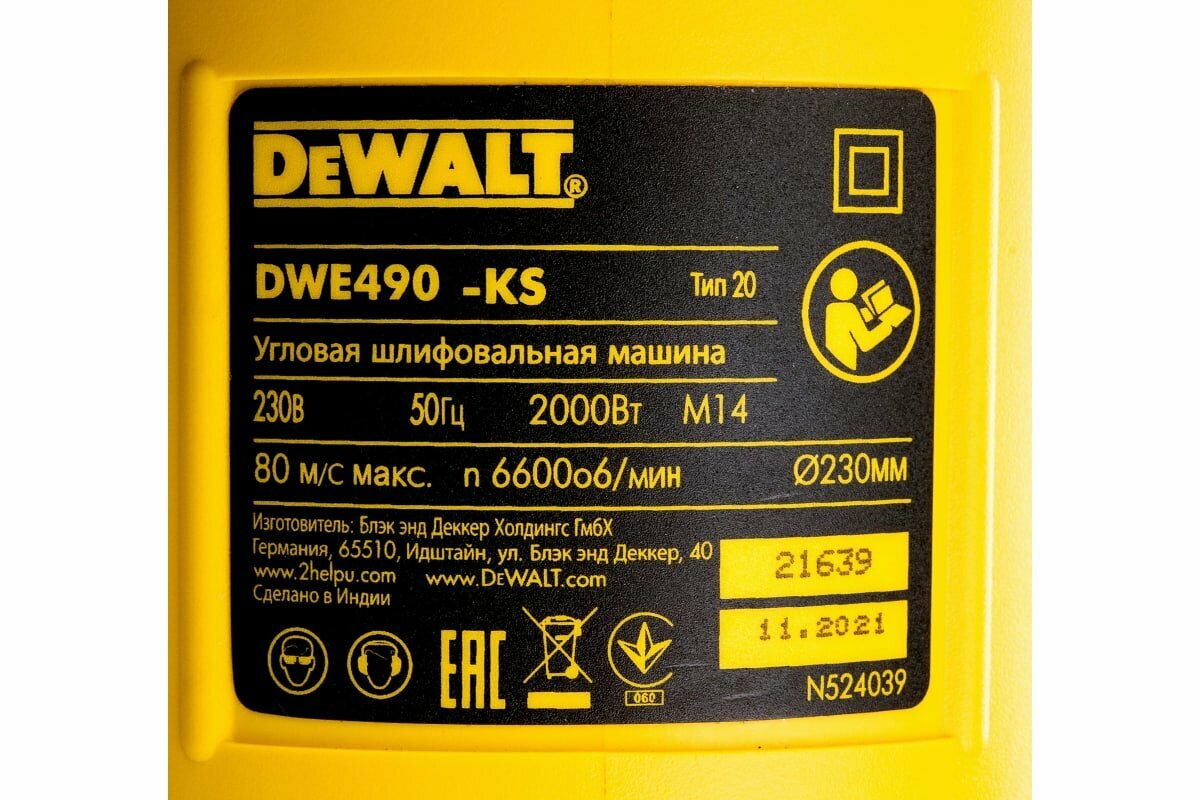 DeWALT®
DWE490 -KS Тип 20
Угловая шлифовальная машина
230В 50Гц 2000Вт М14
80 м/с макс. n 6600об/мин Ø230мм
Изготовитель: Блэк энд Деккер Холдингс ГмбХ
Германия, 65510, Идштайн, ул. Блэк энд Деккер, 40
www.2helpu.com www.DeWALT.com
Сделано в Индии
21639
11.2021
EAC
060
N524039